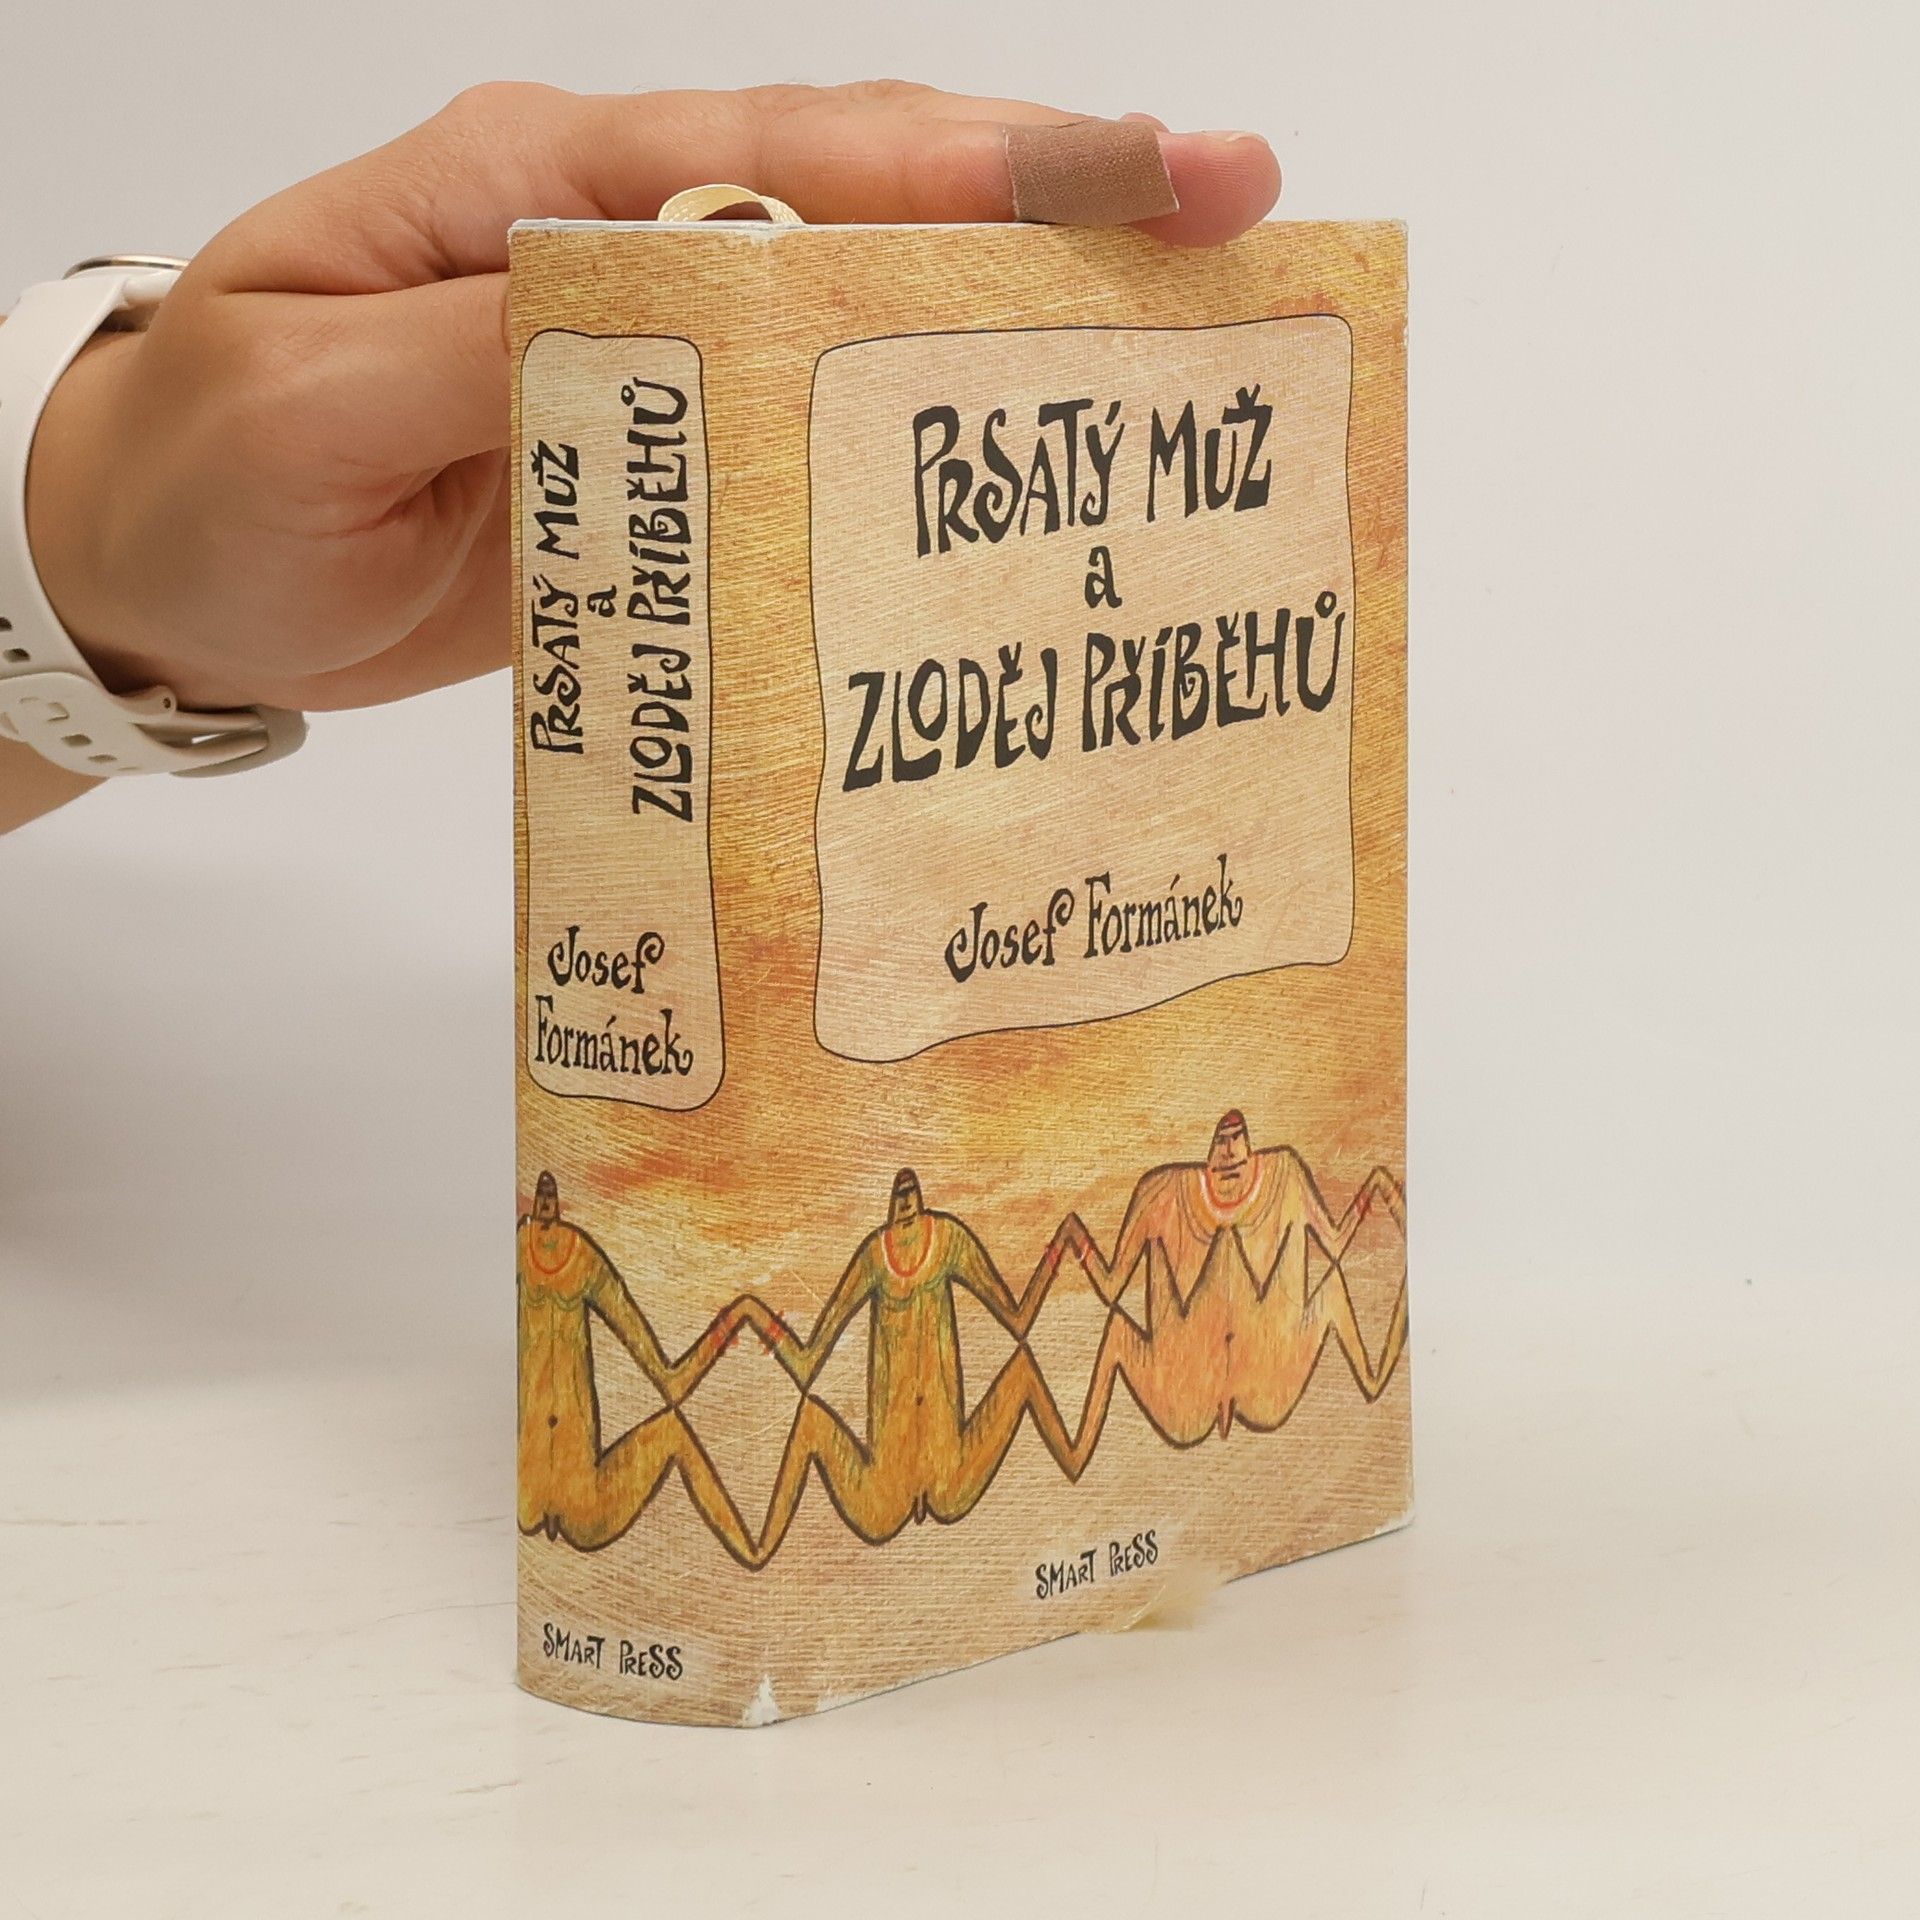 PRSATÝ MUŽ
a
ZLODĚJ PŘÍBĚHŮ
Josef
Formánek
SMART PRESS
PRSATÝ MUŽ
a
ZLODĚJ PŘÍBĚHŮ
Josef Formánek
SMART PRESS